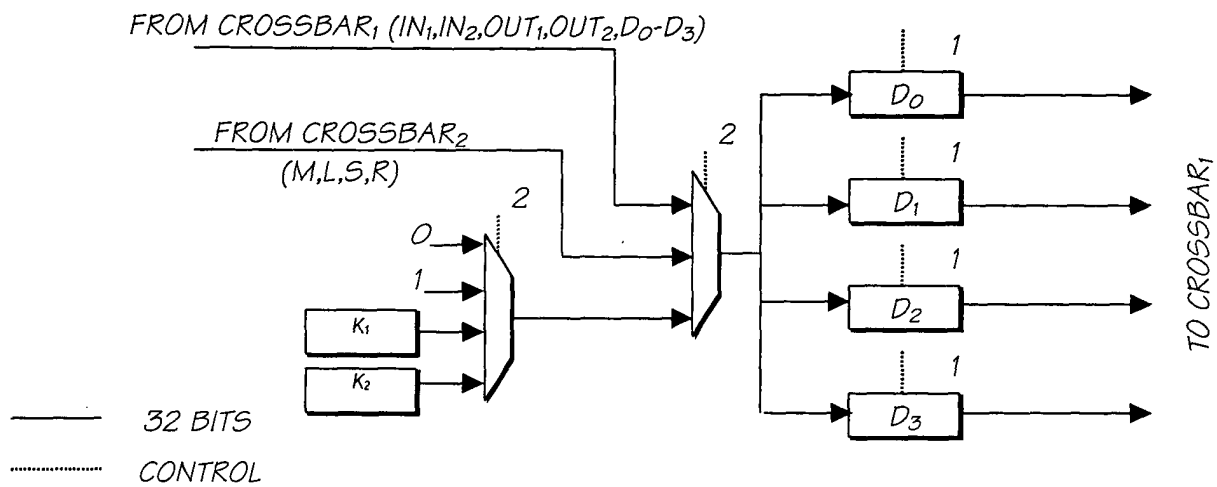 FROM CROSSBAR₁ (IN₁,IN₂,OUT₁,OUT₂,D₀-D₃)
FROM CROSSBAR₂
(M,L,S,R)
2
0
1
K₁
K₂
2
1
D₀
1
D₁
1
D₂
1
D₃
TO CROSSBAR₁
32 BITS
CONTROL